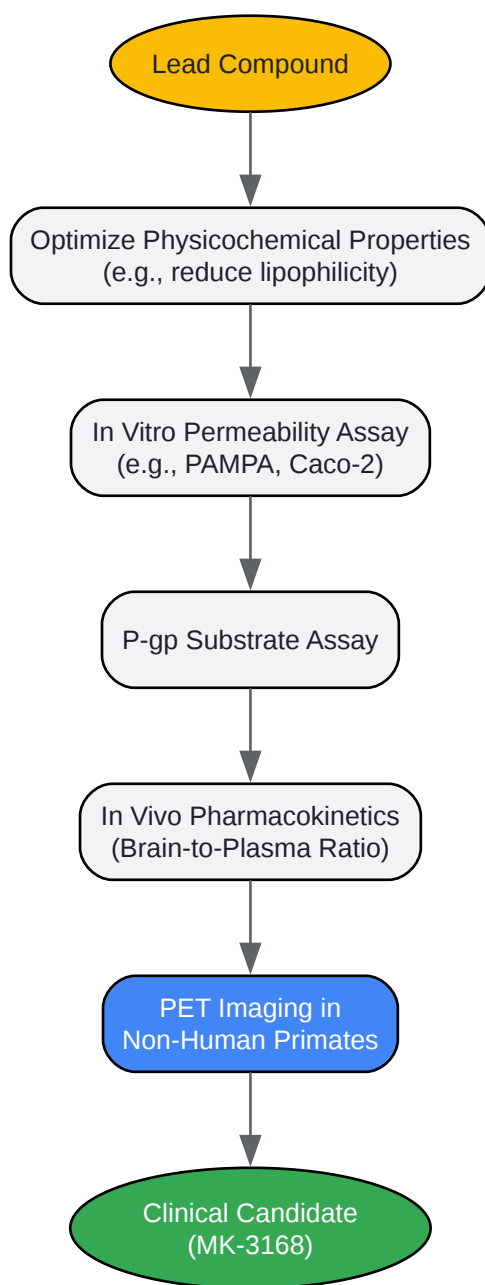 Lead Compound
Optimize Physicochemical Properties
(e.g., reduce lipophilicity)
In Vitro Permeability Assay
(e.g., PAMPA, Caco-2)
P-gp Substrate Assay
In Vivo Pharmacokinetics
(Brain-to-Plasma Ratio)
PET Imaging in
Non-Human Primates
Clinical Candidate
(MK-3168)